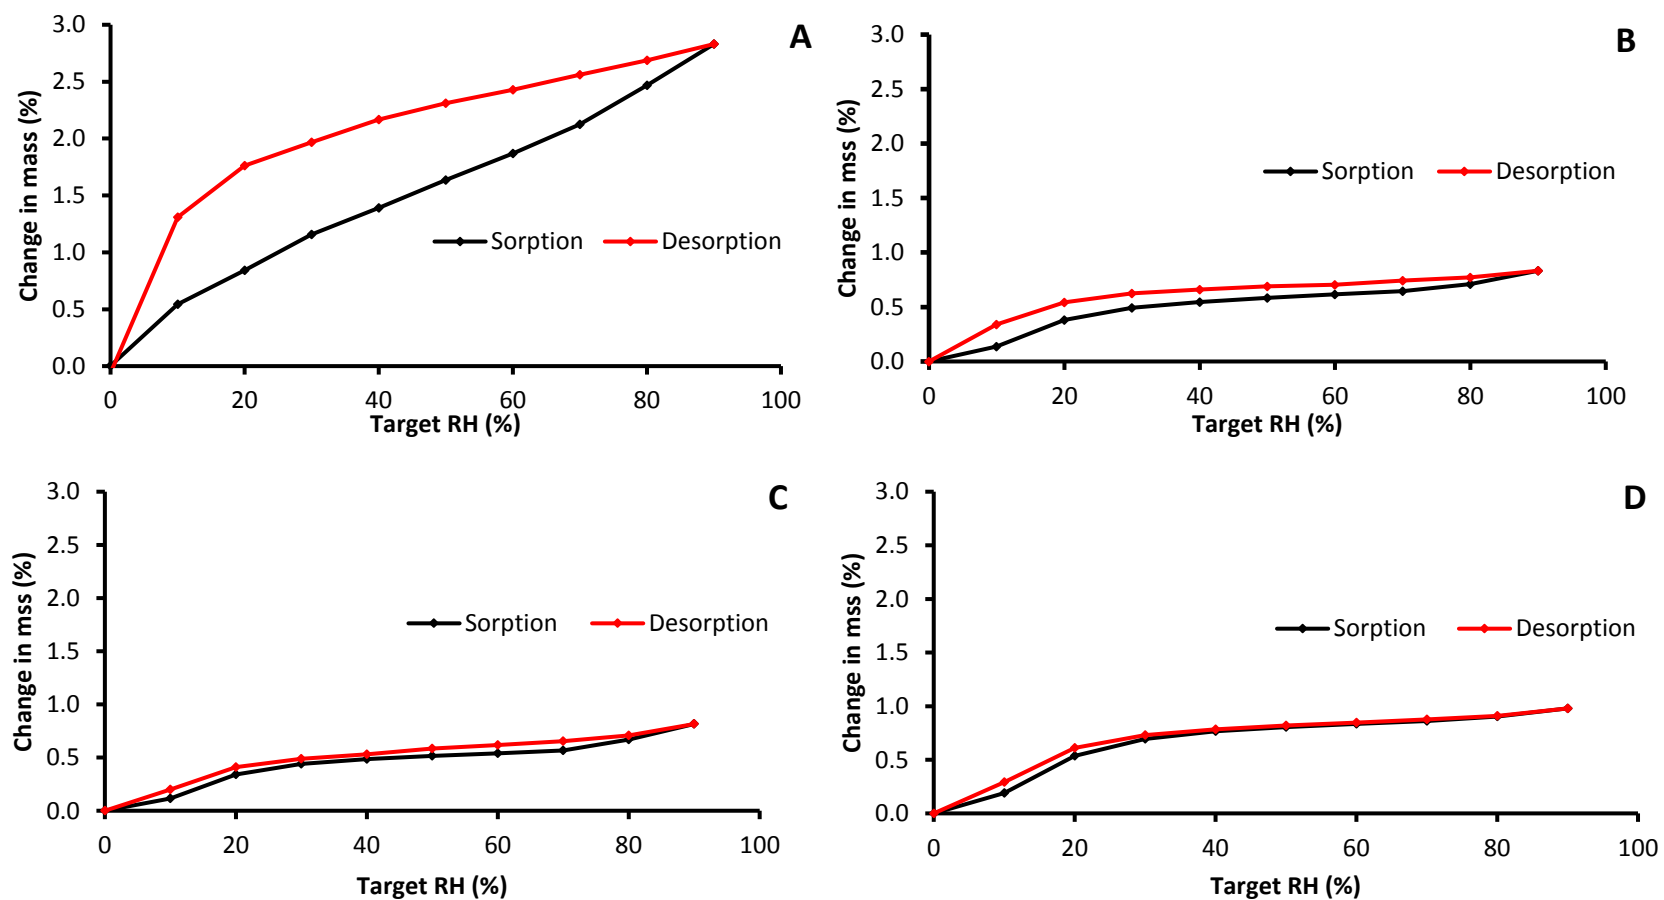 A
Change in mass (%)
3.0
2.5
2.0
1.5
1.0
0.5
0.0
Sorption Desorption
0 20 40 60 80 100
Target RH (%)
B
Change in mss (%)
3.0
2.5
2.0
1.5
1.0
0.5
0.0
Sorption Desorption
0 20 40 60 80 100
Target RH (%)
C
Change in mss (%)
3.0
2.5
2.0
1.5
1.0
0.5
0.0
Sorption Desorption
0 20 40 60 80 100
Target RH (%)
D
Change in mss (%)
3.0
2.5
2.0
1.5
1.0
0.5
0.0
Sorption Desorption
0 20 40 60 80 100
Target RH (%)